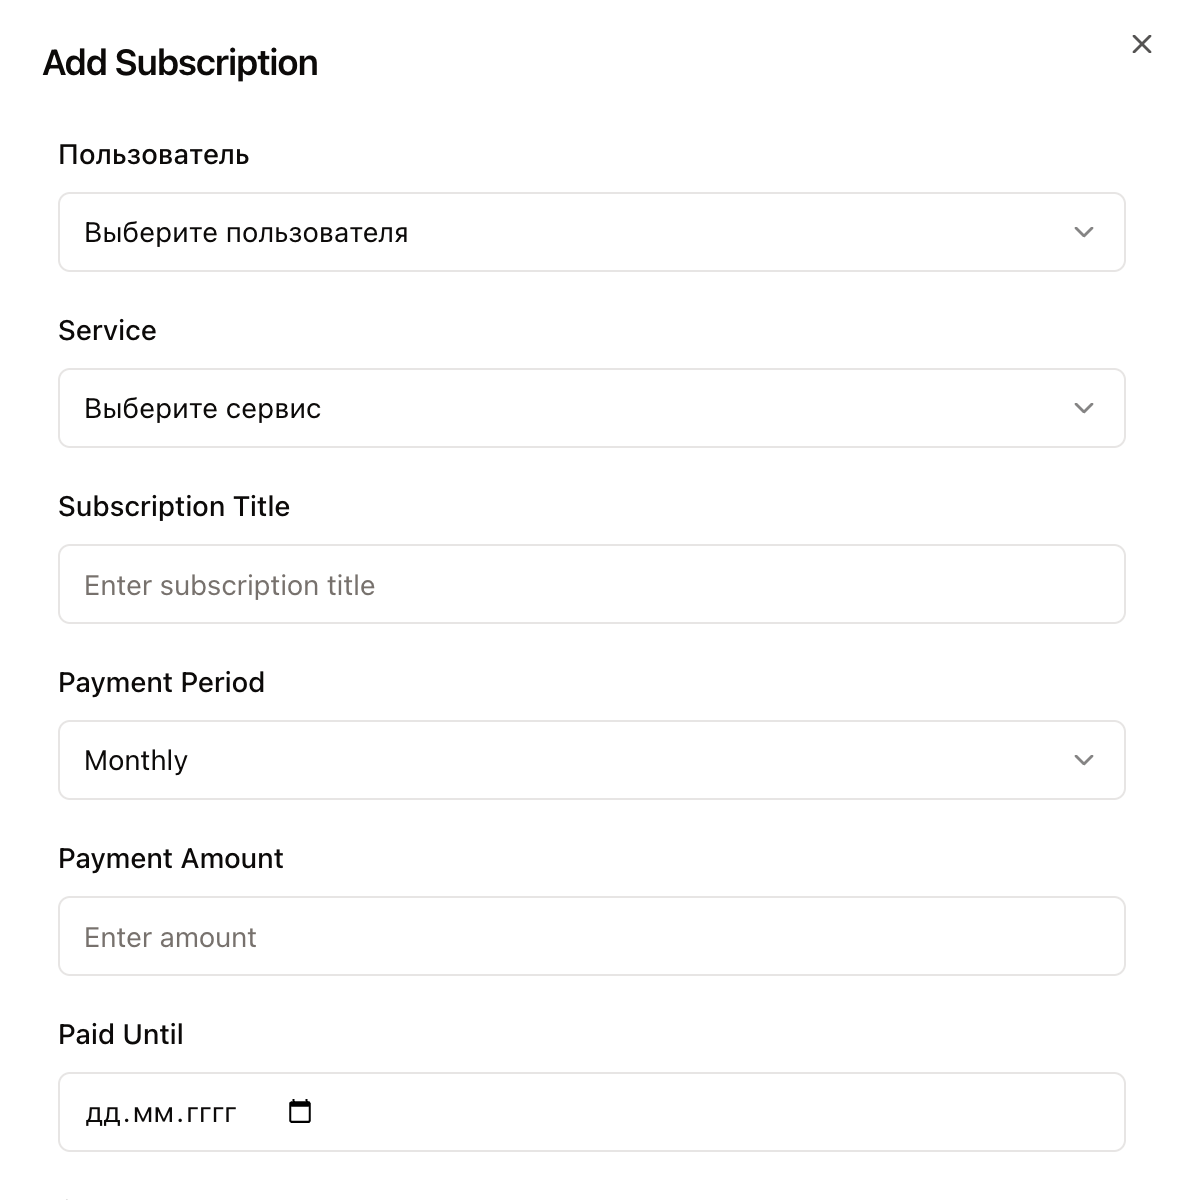 Add Subscription
Пользователь
Выберите пользователя
Service
Выберите сервис
Subscription Title
Enter subscription title
Payment Period
Monthly
Payment Amount
Enter amount
Paid Until
дд.мм.гггг